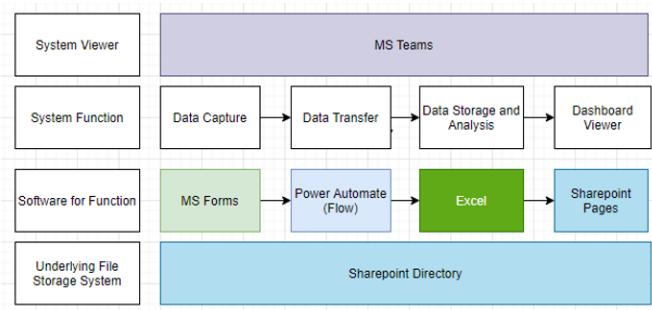 System Viewer
MS Teams
System Function
Data Capture
Data Transfer
Data Storage and
Analysis
Dashboard
Viewer
Software for Function
MS Forms
Power Automate
(Flow)
Excel
Sharepoint
Pages
Underlying File
Storage System
Sharepoint Directory